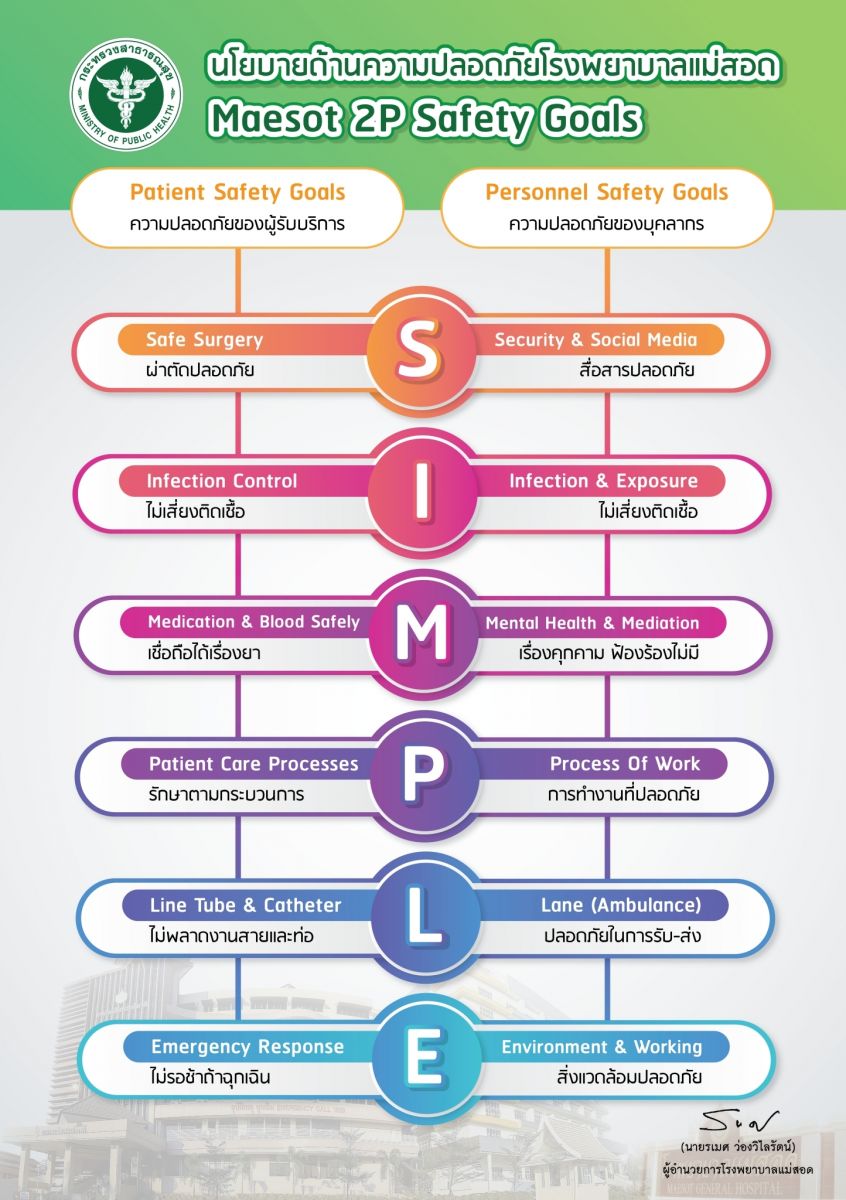 กระทรวงสาธารณสุข
MINISTRY OF PUBLIC HEALTH
นโยบายด้านความปลอดภัยโรงพยาบาลแม่สอด
Maesot 2P Safety Goals
Patient Safety Goals
ความปลอดภัยของผู้รับบริการ
Personnel Safety Goals
ความปลอดภัยของบุคลากร
Safe Surgery
ผ่าตัดปลอดภัย
S
Security & Social Media
สื่อสารปลอดภัย
Infection Control
ไม่เสี่ยงติดเชื้อ
I
Infection & Exposure
ไม่เสี่ยงติดเชื้อ
Medication & Blood Safely
เชื่อถือได้เรื่องยา
M
Mental Health & Mediation
เรื่องคุกคาม ฟ้องร้องไม่มี
Patient Care Processes
รักษาตามกระบวนการ
P
Process Of Work
การทำงานที่ปลอดภัย
Line Tube & Catheter
ไม่พลาดงานสายและท่อ
L
Lane (Ambulance)
ปลอดภัยในการรับ-ส่ง
Emergency Response
ไม่รอช้าถ้าฉุกเฉิน
E
Environment & Working
สิ่งแวดล้อมปลอดภัย
(นายรเมศ ว่องวิไลรัตน์)
ผู้อำนวยการโรงพยาบาลแม่สอด
MAESOT GENERAL HOSPITAL